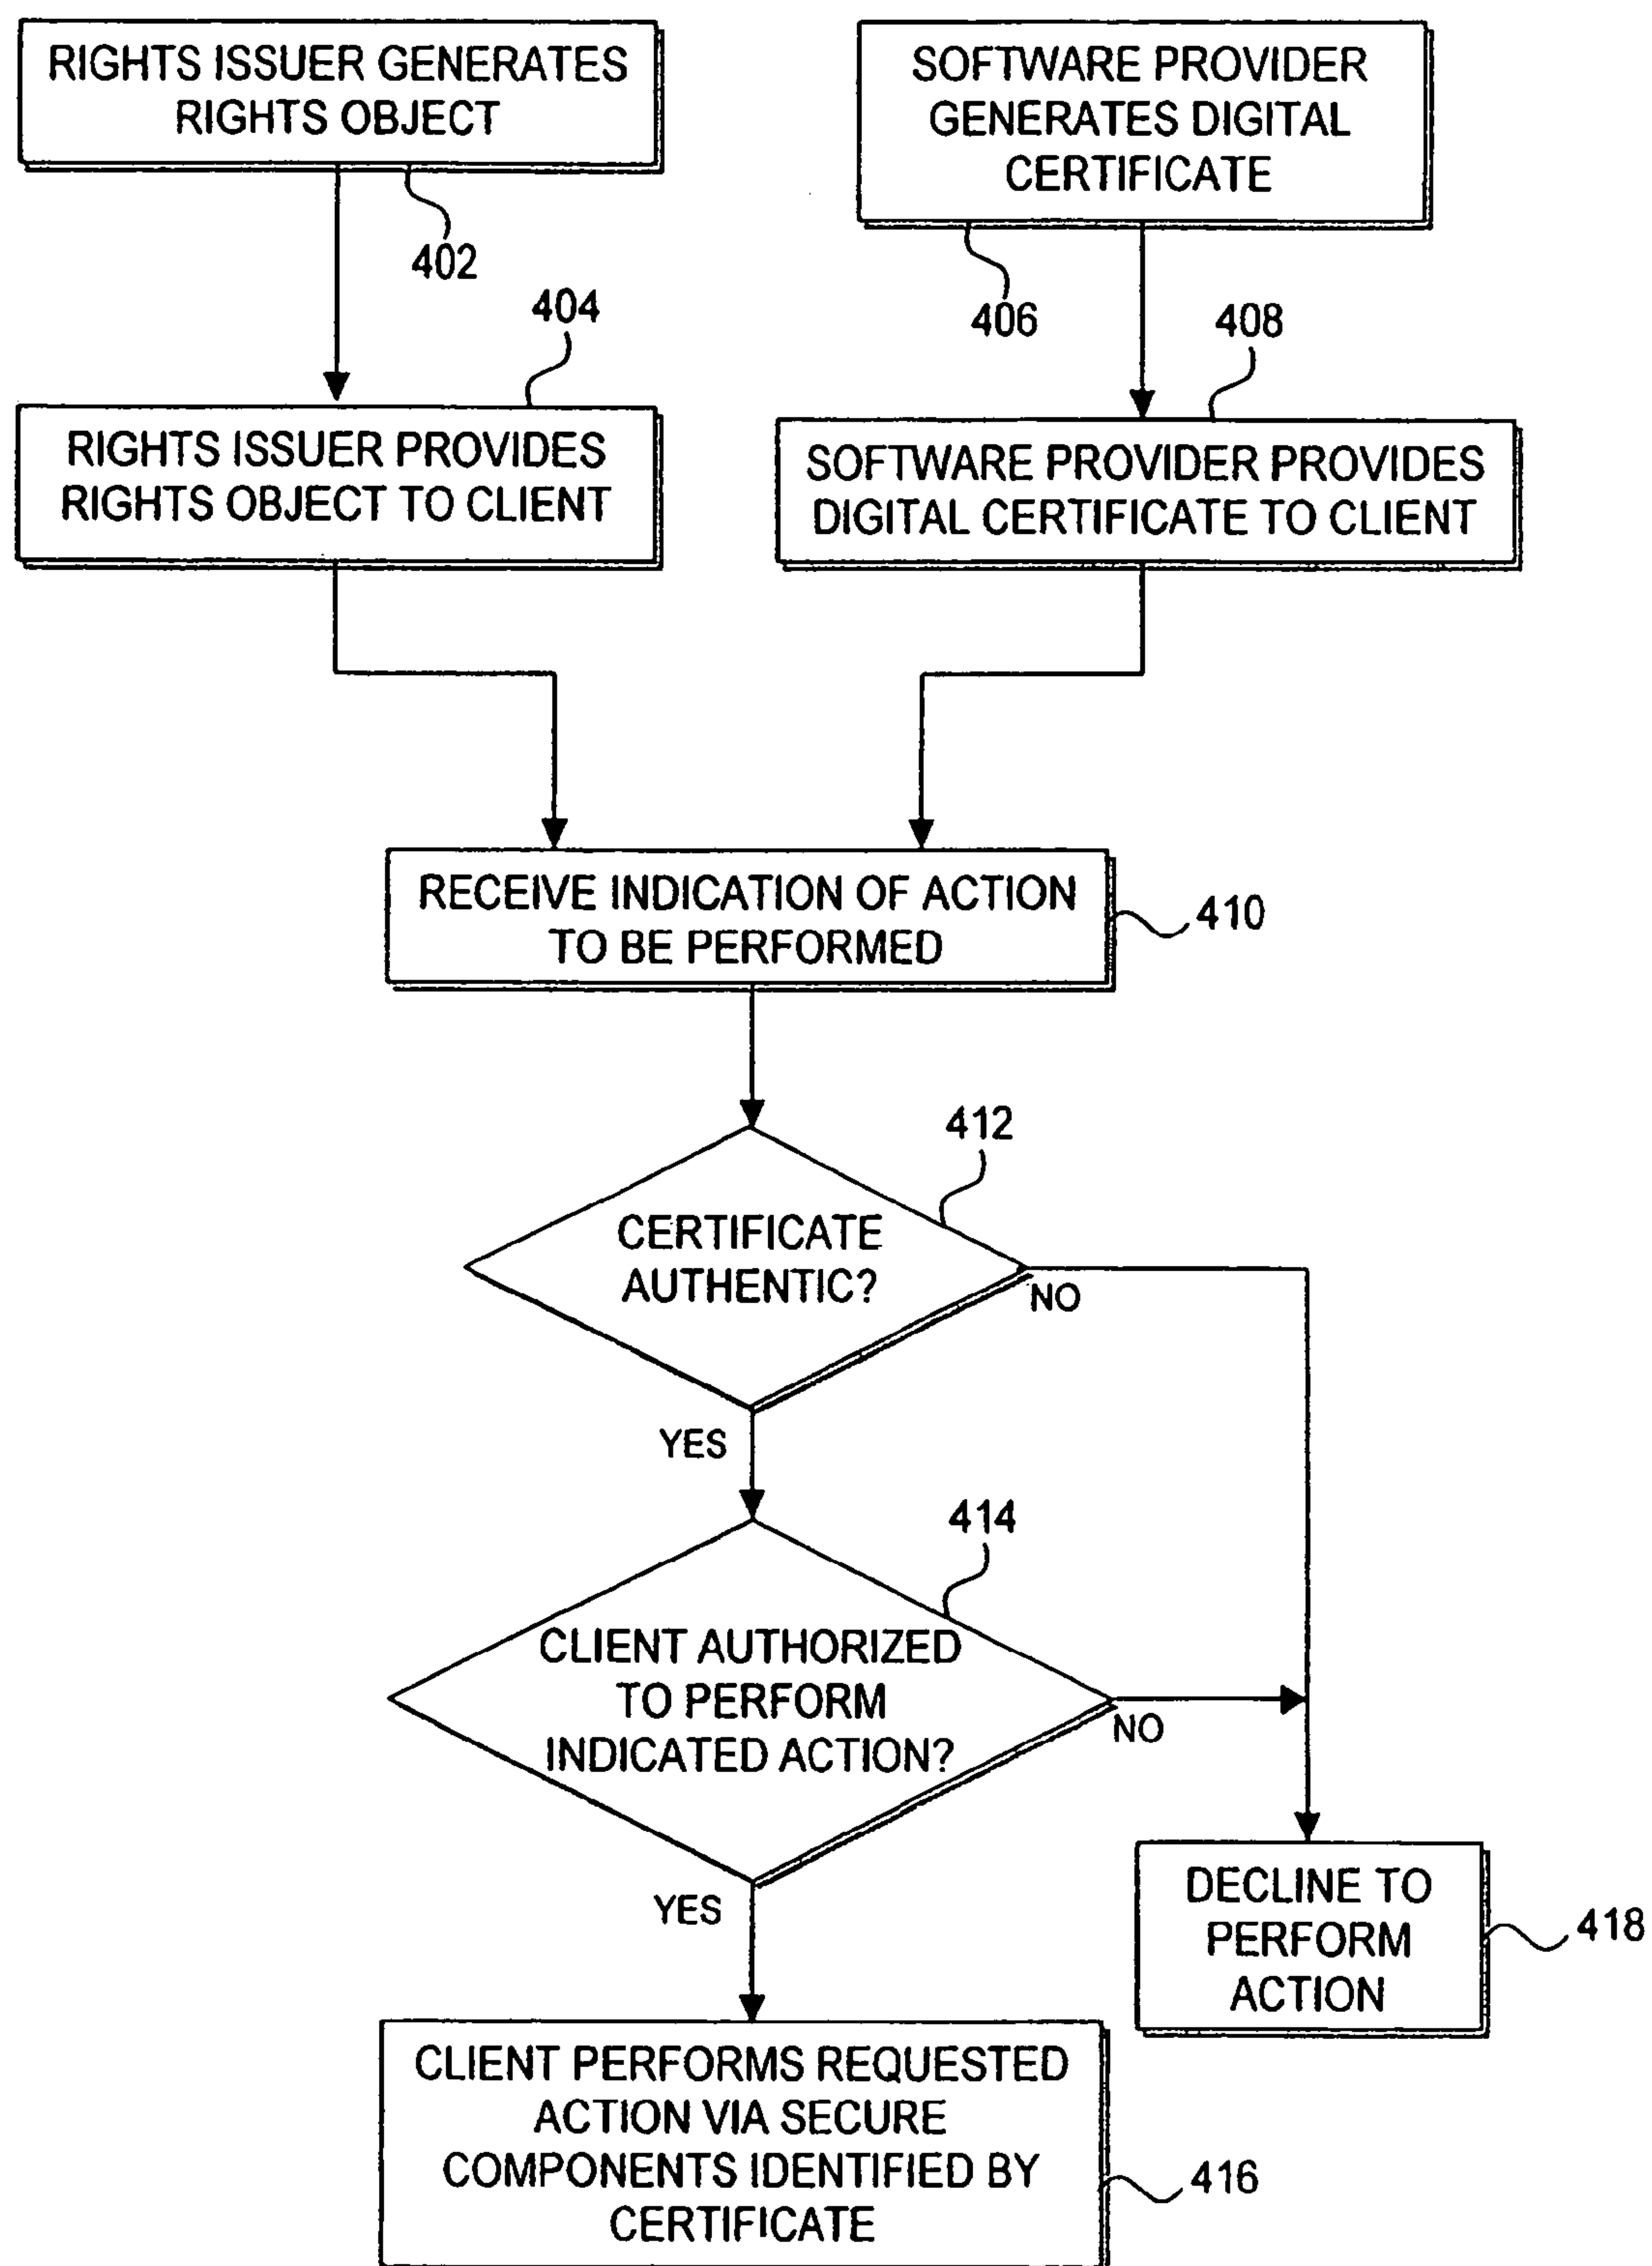 RIGHTS ISSUER GENERATES
RIGHTS OBJECT
402
SOFTWARE PROVIDER
GENERATES DIGITAL
CERTIFICATE
406
404
RIGHTS ISSUER PROVIDES
RIGHTS OBJECT TO CLIENT
408
SOFTWARE PROVIDER PROVIDES
DIGITAL CERTIFICATE TO CLIENT
RECEIVE INDICATION OF ACTION
TO BE PERFORMED
410
412
CERTIFICATE
AUTHENTIC?
NO
YES
414
CLIENT AUTHORIZED
TO PERFORM
INDICATED ACTION?
NO
YES
DECLINE TO
PERFORM
ACTION
418
CLIENT PERFORMS REQUESTED
ACTION VIA SECURE
COMPONENTS IDENTIFIED BY
CERTIFICATE
416